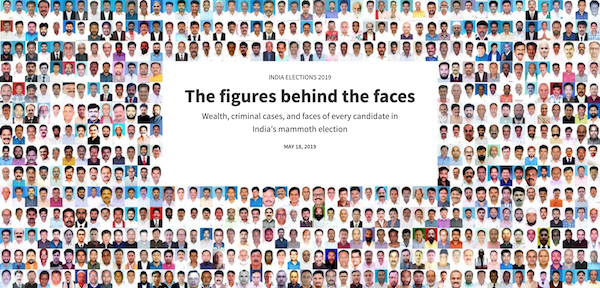 INDIA ELECTIONS 2019
The figures behind the faces
Wealth, criminal cases, and faces of every candidate in
India's mammoth election
MAY 18, 2019